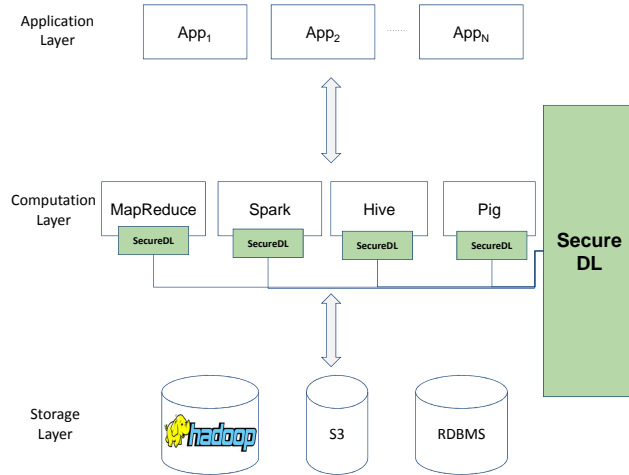 Application
Layer
App1
App2
........
AppN
Computation
Layer
MapReduce
Spark
Hive
Pig
SecureDL
SecureDL
SecureDL
SecureDL
Secure
DL
Storage
Layer
hadoop
S3
RDBMS